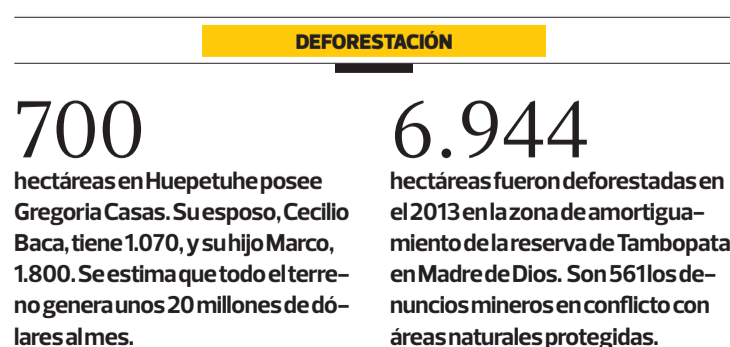 DEFORESTACIÓN
700
hectáreas en Huepetuhe posee
Gregoria Casas. Su esposo, Cecilio
Baca, tiene 1.070, y su hijo Marco,
1.800. Se estima que todo el terre-
no genera unos 20 millones de dó-
lares al mes.
6.944
hectáreas fueron deforestadas en
el 2013 en la zona de amortigua-
miento de la reserva de Tambopata
en Madre de Dios. Son 561 los de-
nuncios mineros en conflicto con
áreas naturales protegidas.